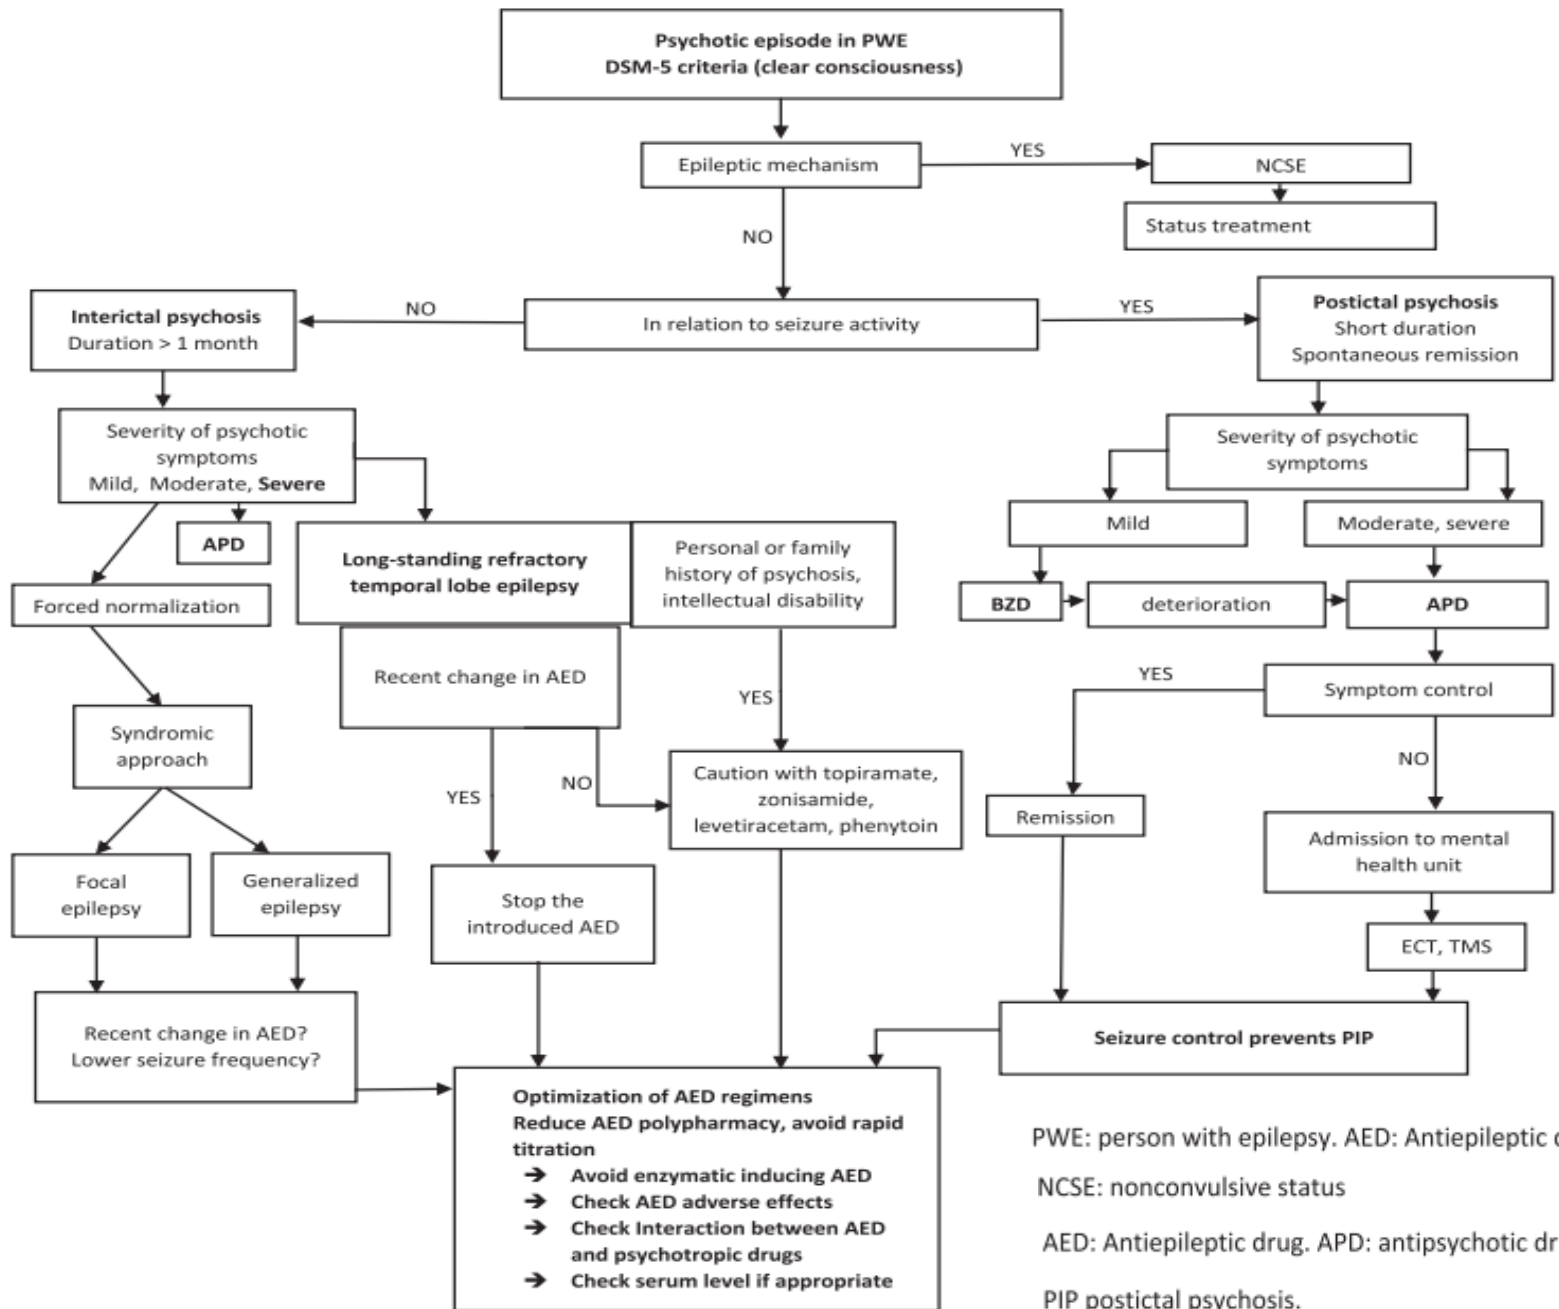 Psychotic episode in PWE
DSM-5 criteria (clear consciousness)
Epileptic mechanism
YES
NCSE
Status treatment
NO
Interictal psychosis
Duration > 1 month
NO
In relation to seizure activity
YES
Postictal psychosis
Short duration
Spontaneous remission
Severity of psychotic
symptoms
Mild, Moderate, Severe
APD
Forced normalization
Syndromic
approach
Focal
epilepsy
Generalized
epilepsy
Recent change in AED?
Lower seizure frequency?
Long-standing refractory
temporal lobe epilepsy
Personal or family
history of psychosis,
intellectual disability
Recent change in AED
YES
NO
YES
Stop the
introduced AED
Caution with topiramate,
zonisamide,
levetiracetam, phenytoin
Severity of psychotic
symptoms
Mild
Moderate, severe
BZD
deterioration
APD
YES
Symptom control
NO
Remission
Admission to mental
health unit
ECT, TMS
Seizure control prevents PIP
Optimization of AED regimens
Reduce AED polypharmacy, avoid rapid
titration
➔ Avoid enzymatic inducing AED
➔ Check AED adverse effects
➔ Check Interaction between AED
and psychotropic drugs
➔ Check serum level if appropriate
PWE: person with epilepsy. AED: Antiepileptic
NCSE: nonconvulsive status
AED: Antiepileptic drug. APD: antipsychotic
PIP postictal psychosis.